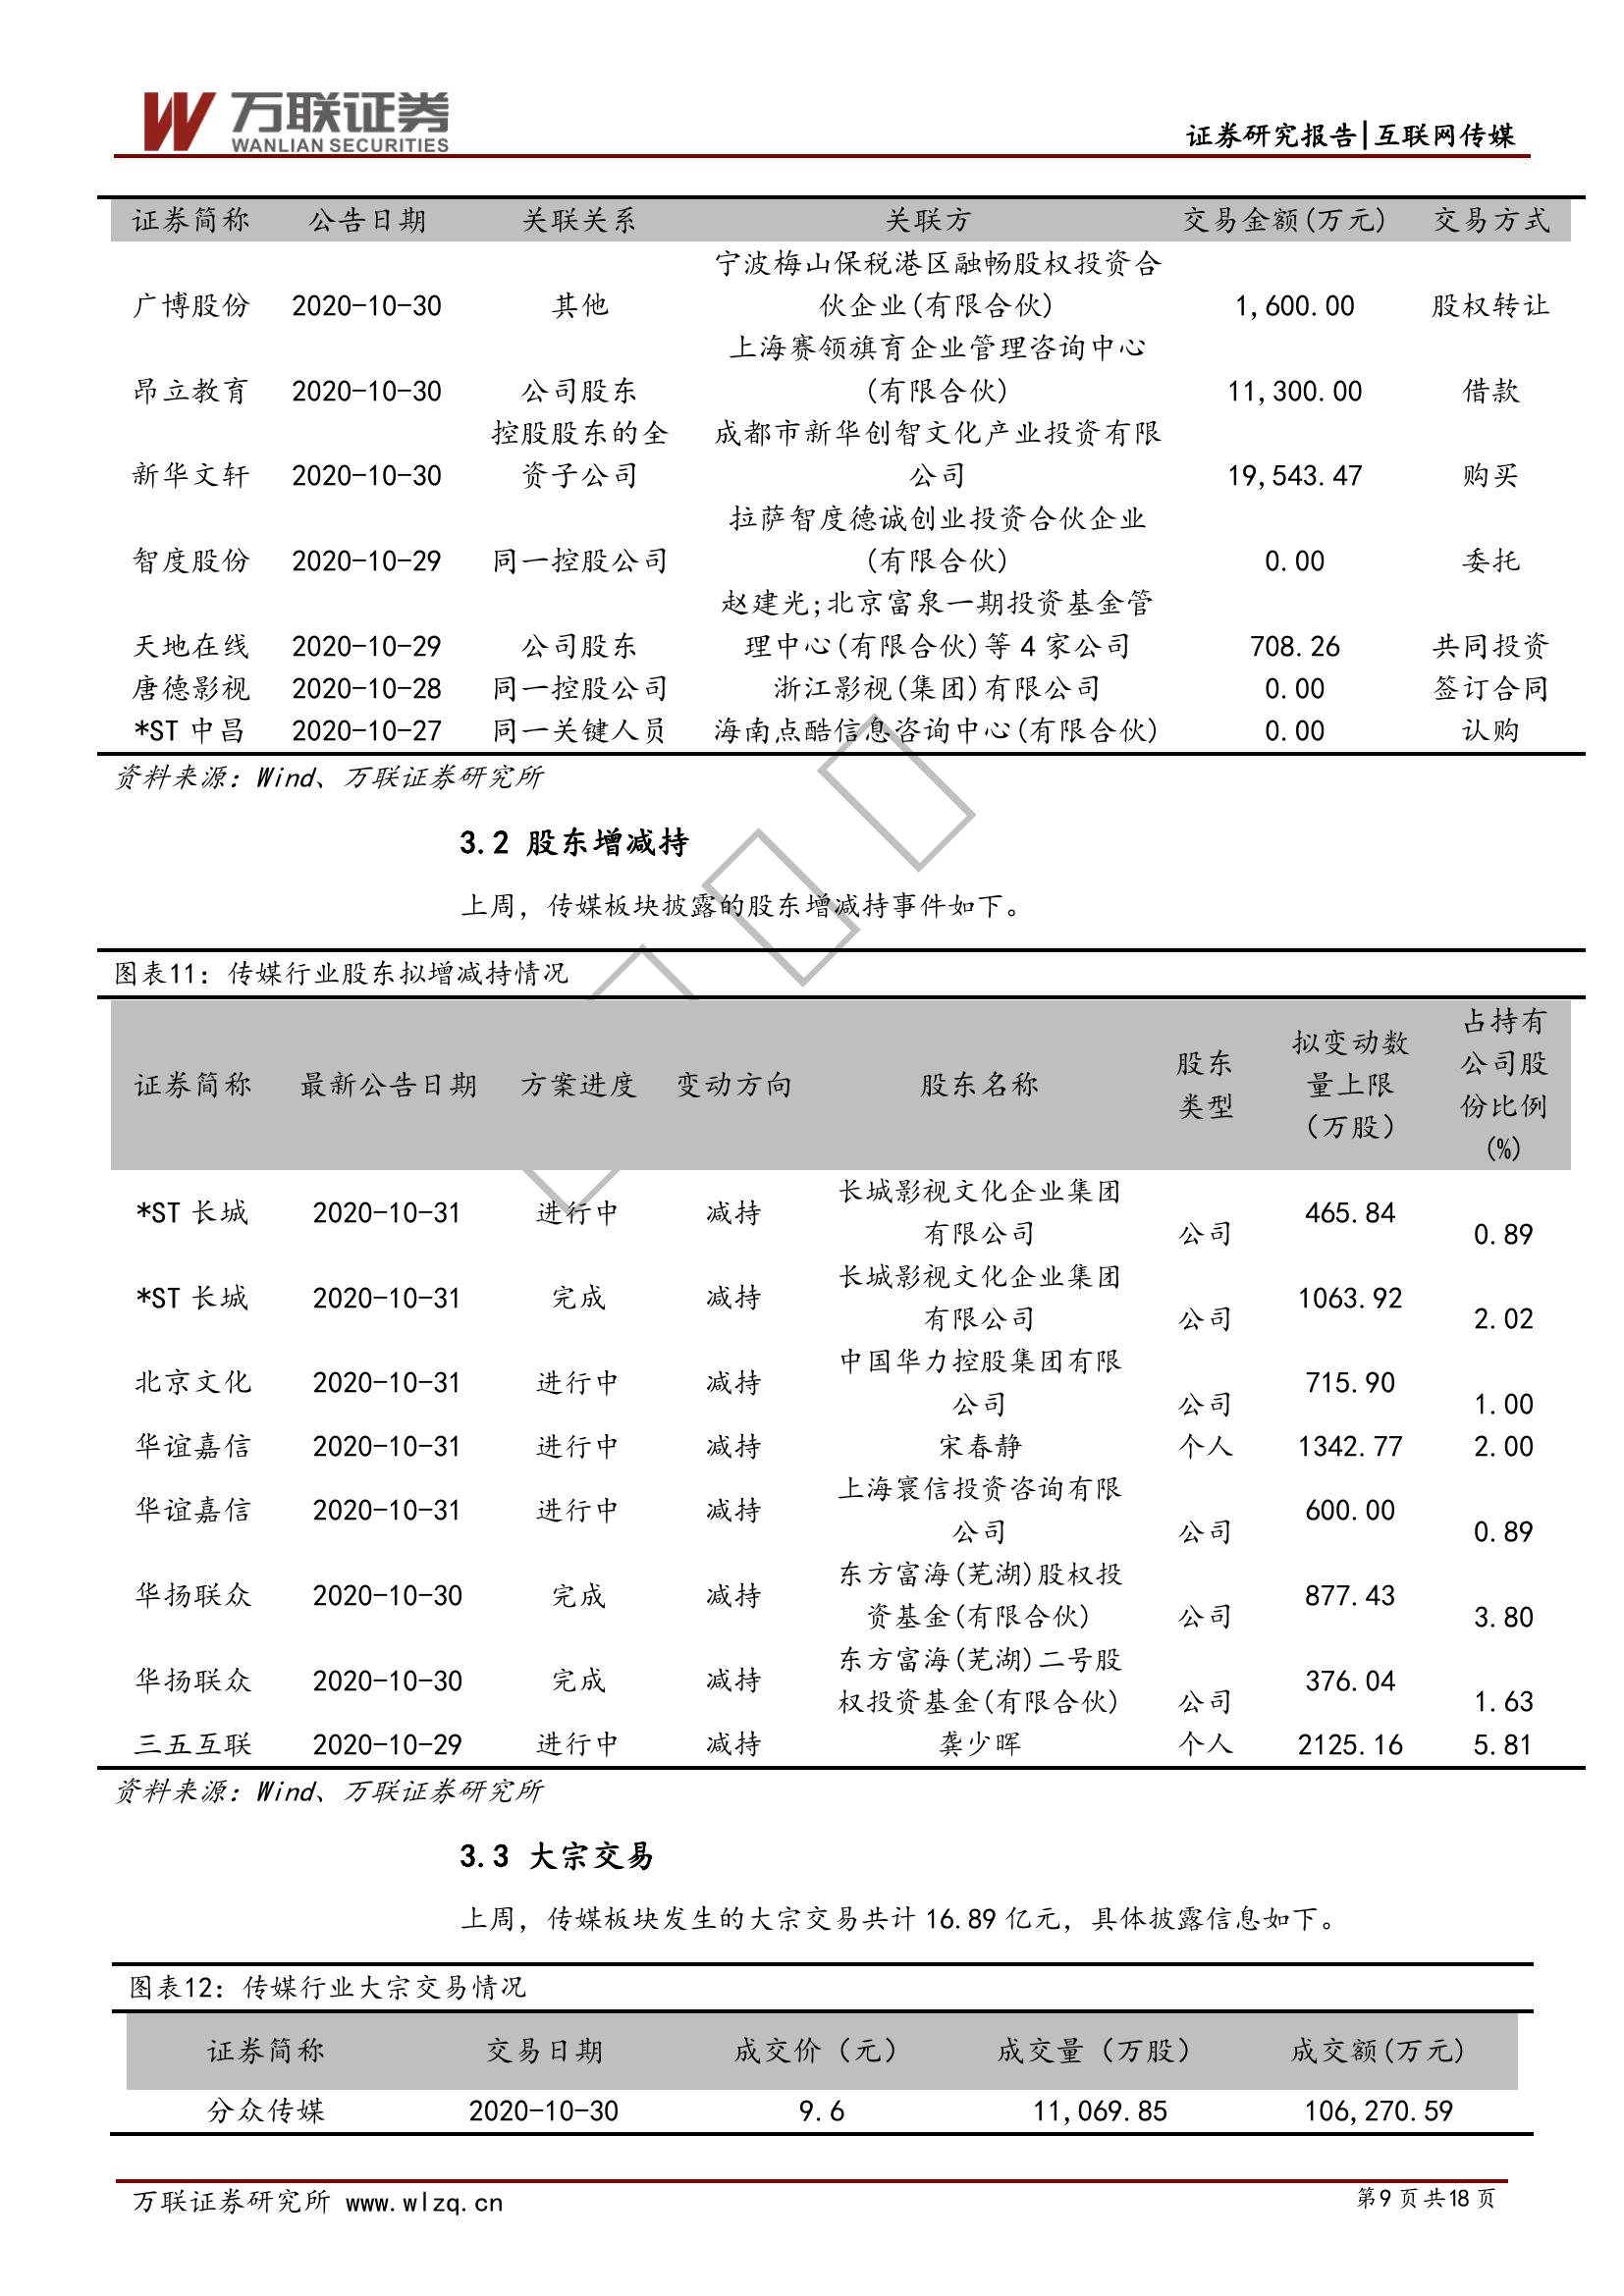 万联证券
WANLIAN SECURITIES
证券研究报告|互联网传媒
证券简称 公告日期 关联关系 关联方 交易金额(万元) 交易方式
宁波梅山保税港区融畅股权投资合
广博股份 2020-10-30 其他 伙企业(有限合伙) 1,600.00 股权转让
上海赛领旗育企业管理咨询中心
昂立教育 2020-10-30 公司股东 (有限合伙) 11,300.00 借款
控股股东的全 成都市新华创智文化产业投资有限
新华文轩 2020-10-30 资子公司 公司 19,543.47 购买
拉萨智度德诚创业投资合伙企业
智度股份 2020-10-29 同一控股公司 (有限合伙) 0.00 委托
赵建光;北京富泉一期投资基金管
天地在线 2020-10-29 公司股东 理中心(有限合伙)等 4 家公司 708.26 共同投资
唐德影视 2020-10-28 同一控股公司 浙江影视(集团)有限公司 0.00 签订合同
*ST 中昌 2020-10-27 同一关键人员 海南点酷信息咨询中心(有限合伙) 0.00 认购
资料来源：Wind、万联证券研究所
3.2 股东增减持
上周，传媒板块披露的股东增减持事件如下。
图表11：传媒行业股东拟增减持情况
占持有
拟变动数
股东 公司股
证券简称 最新公告日期 方案进度 变动方向 股东名称 量上限
类型 份比例
（万股）
(%)
长城影视文化企业集团
*ST 长城 2020-10-31 进行中 减持 465.84
有限公司 公司 0.89
长城影视文化企业集团
*ST 长城 2020-10-31 完成 减持 1063.92
有限公司 公司 2.02
中国华力控股集团有限
北京文化 2020-10-31 进行中 减持 715.90
公司 公司 1.00
华谊嘉信 2020-10-31 进行中 减持 宋春静 个人 1342.77 2.00
上海寰信投资咨询有限
华谊嘉信 2020-10-31 进行中 减持 600.00
公司 公司 0.89
东方富海(芜湖)股权投
华扬联众 2020-10-30 完成 减持 877.43
资基金(有限合伙) 公司 3.80
东方富海(芜湖)二号股
华扬联众 2020-10-30 完成 减持 376.04
权投资基金(有限合伙) 公司 1.63
三五互联 2020-10-29 进行中 减持 龚少晖 个人 2125.16 5.81
资料来源：Wind、万联证券研究所
3.3 大宗交易
上周，传媒板块发生的大宗交易共计 16.89 亿元，具体披露信息如下。
图表12：传媒行业大宗交易情况
证券简称 交易日期 成交价（元） 成交量（万股） 成交额(万元)
分众传媒 2020-10-30 9.6 11,069.85 106,270.59
万联证券研究所 www.wlzq.cn 第9 页 共18 页